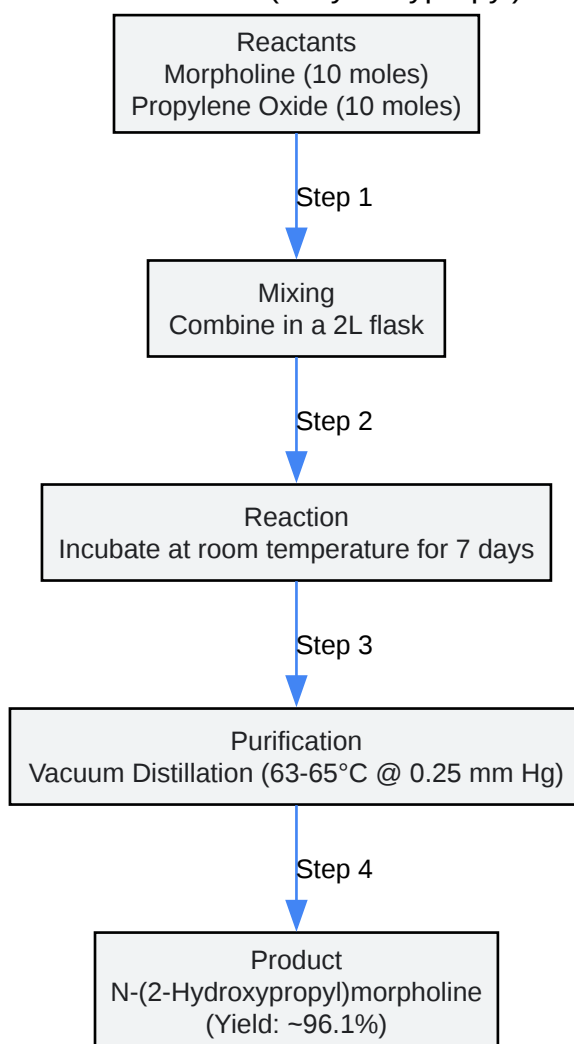 Reactants
Morpholine (10 moles)
Propylene Oxide (10 moles)
Step 1
Mixing
Combine in a 2L flask
Step 2
Reaction
Incubate at room temperature for 7 days
Step 3
Purification
Vacuum Distillation (63-65°C @ 0.25 mm Hg)
Step 4
Product
N-(2-Hydroxypropyl)morpholine
(Yield: ~96.1%)